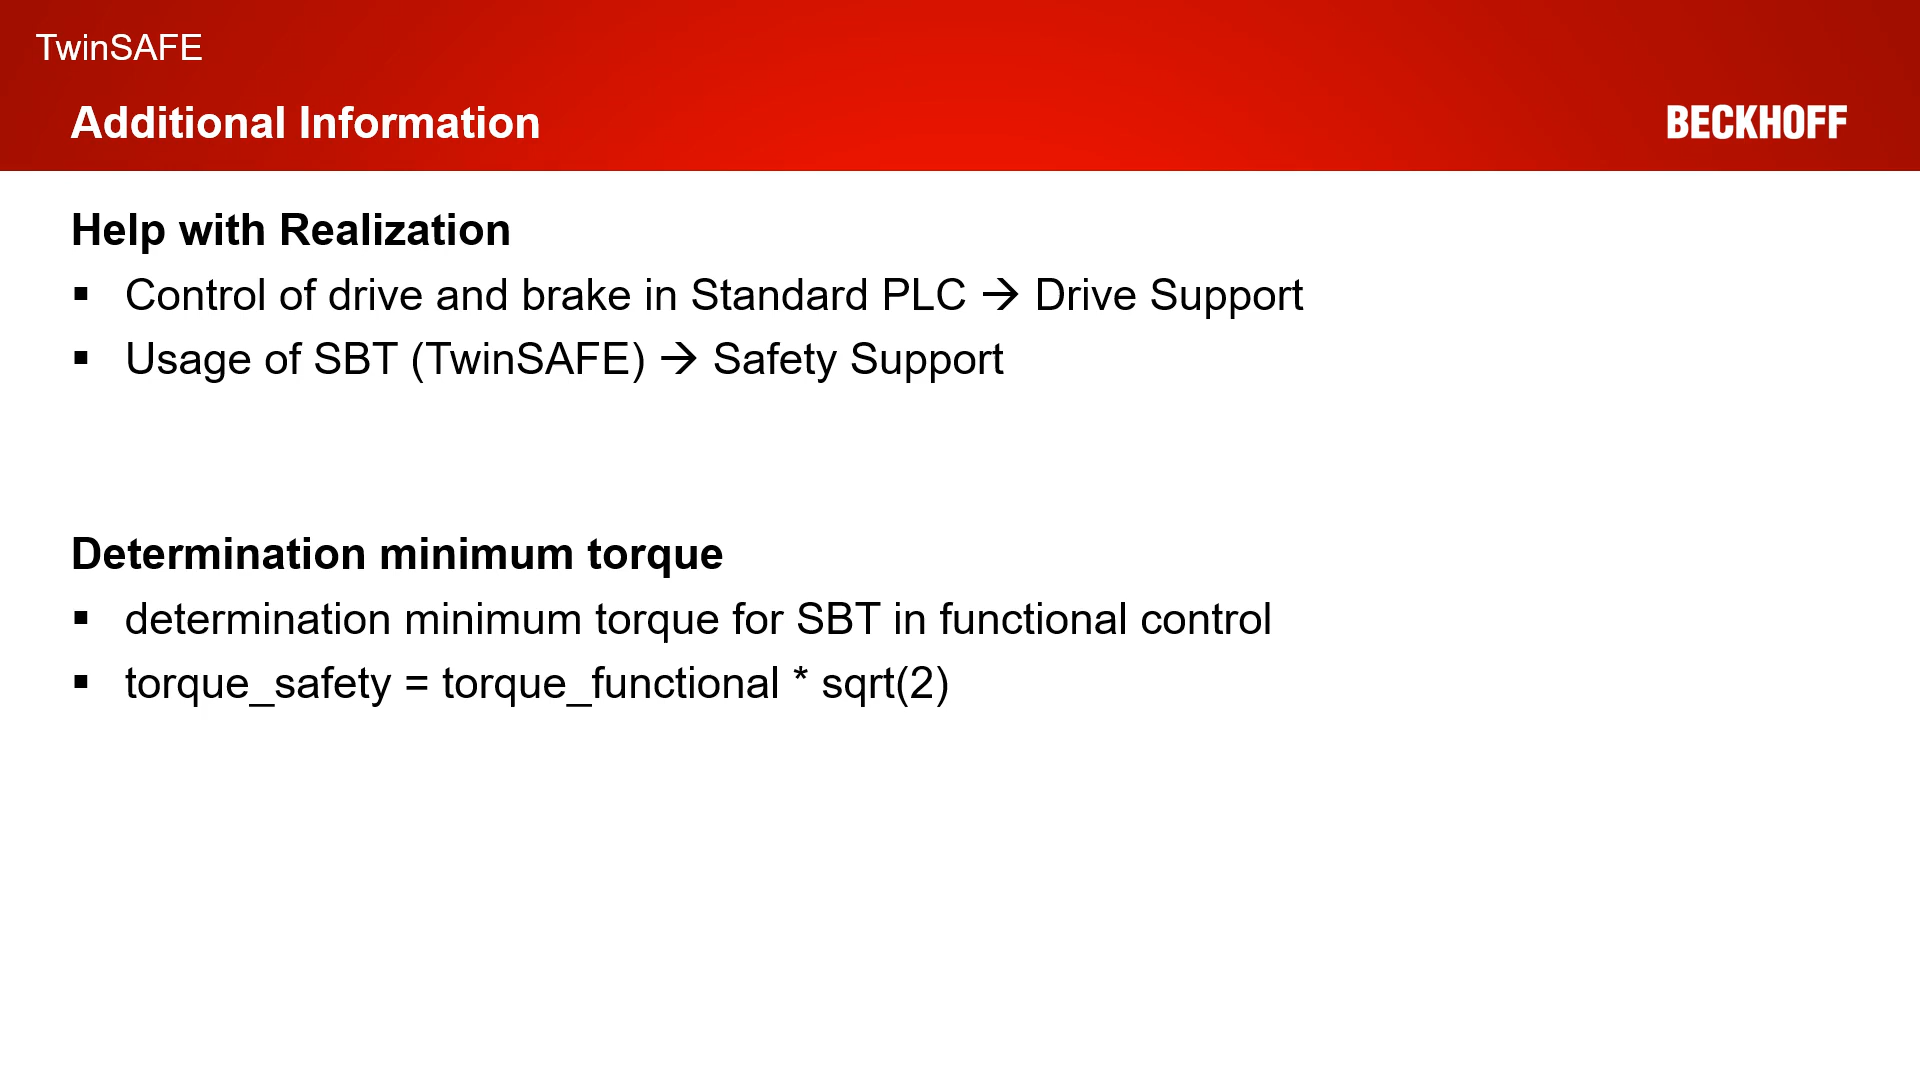 TwinSAFE
Additional Information
BECKHOFF
Help with Realization
▪ Control of drive and brake in Standard PLC → Drive Support
▪ Usage of SBT (TwinSAFE) → Safety Support
Determination minimum torque
▪ determination minimum torque for SBT in functional control
▪ torque_safety = torque_functional * sqrt(2)